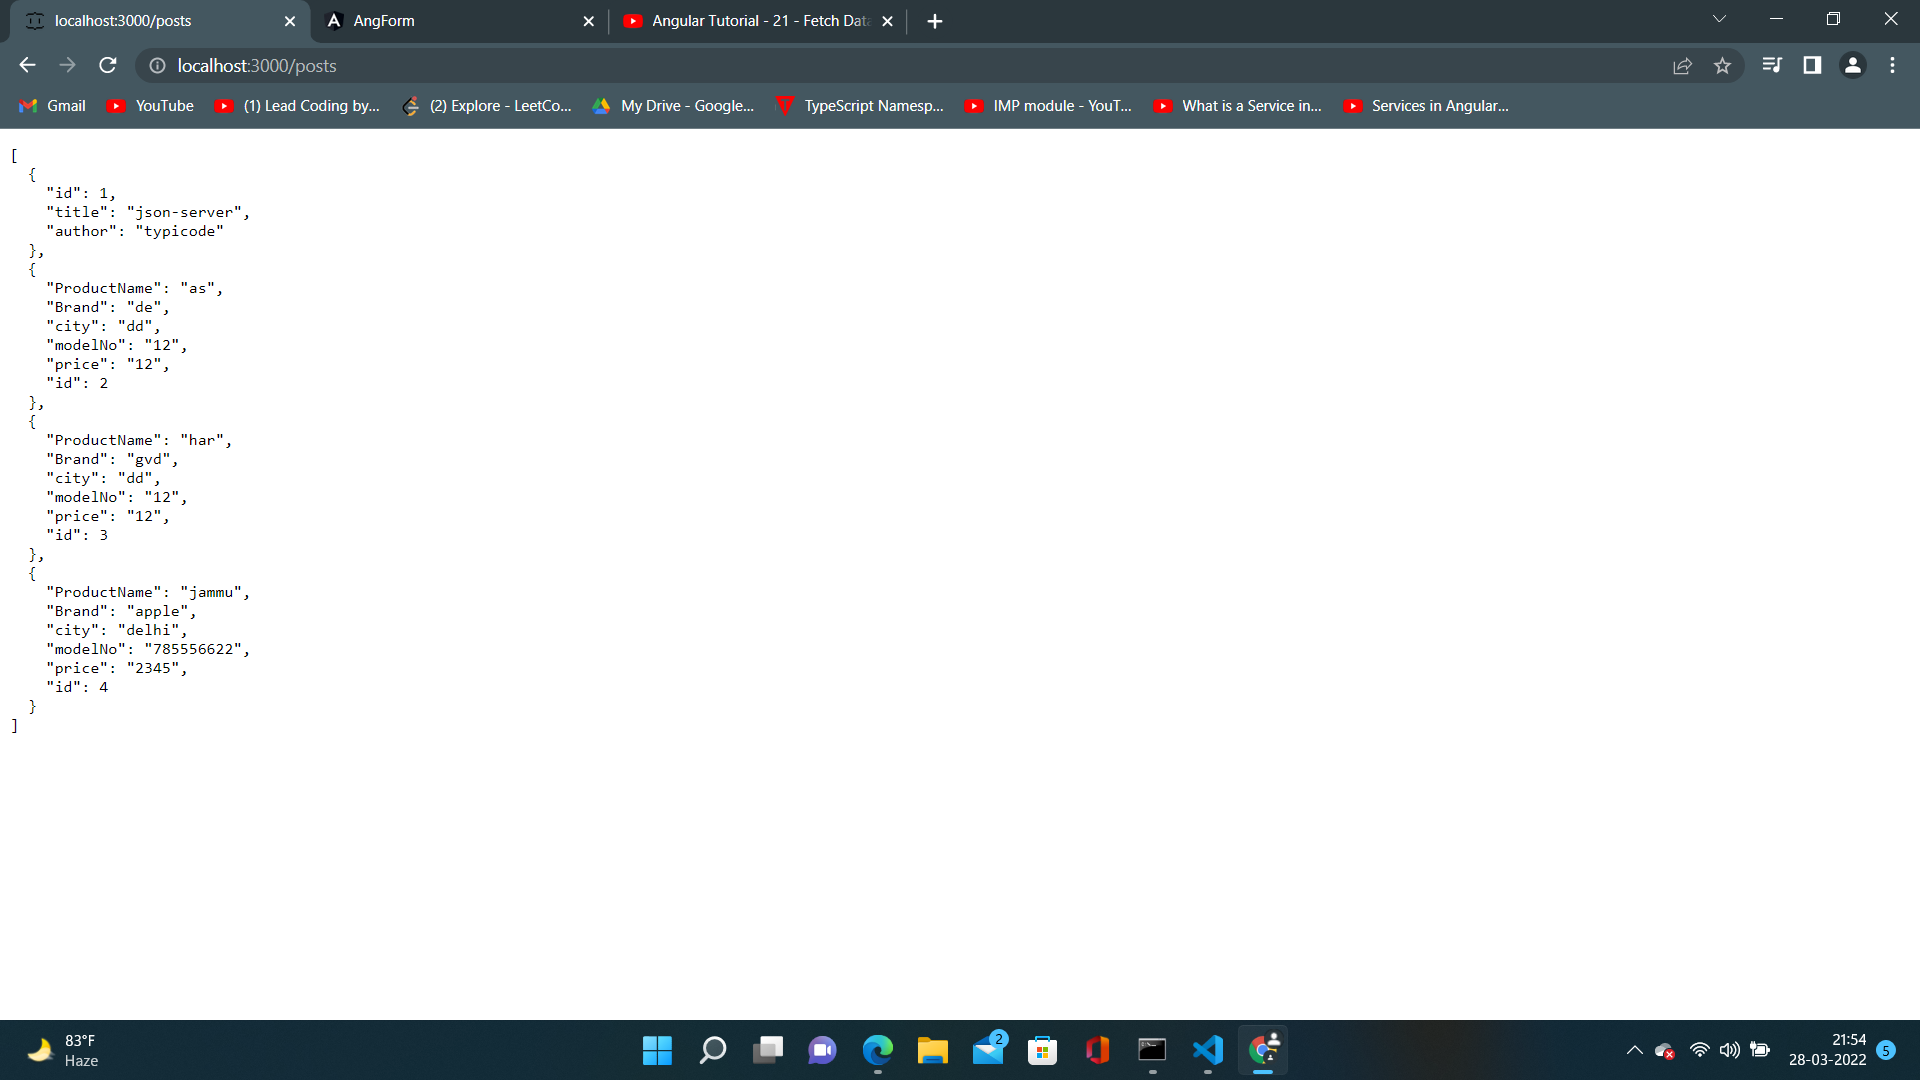 localhost:3000/posts
AngForm
Angular Tutorial - 21 - Fetch Data
localhost:3000/posts
Gmail
YouTube
(1) Lead Coding by...
(2) Explore - LeetCo...
My Drive - Google...
TypeScript Namesp...
IMP module - YouT...
What is a Service in...
Services in Angular...
[
{
"id": 1,
"title": "json-server",
"author": "typicode"
},
{
"ProductName": "as",
"Brand": "de",
"city": "dd",
"modelNo": "12",
"price": "12",
"id": 2
},
{
"ProductName": "har",
"Brand": "gvd",
"city": "dd",
"modelNo": "12",
"price": "12",
"id": 3
},
{
"ProductName": "jammu",
"Brand": "apple",
"city": "delhi",
"modelNo": "785556622",
"price": "2345",
"id": 4
}
]
83°F
Haze
2
21:54
28-03-2022
5